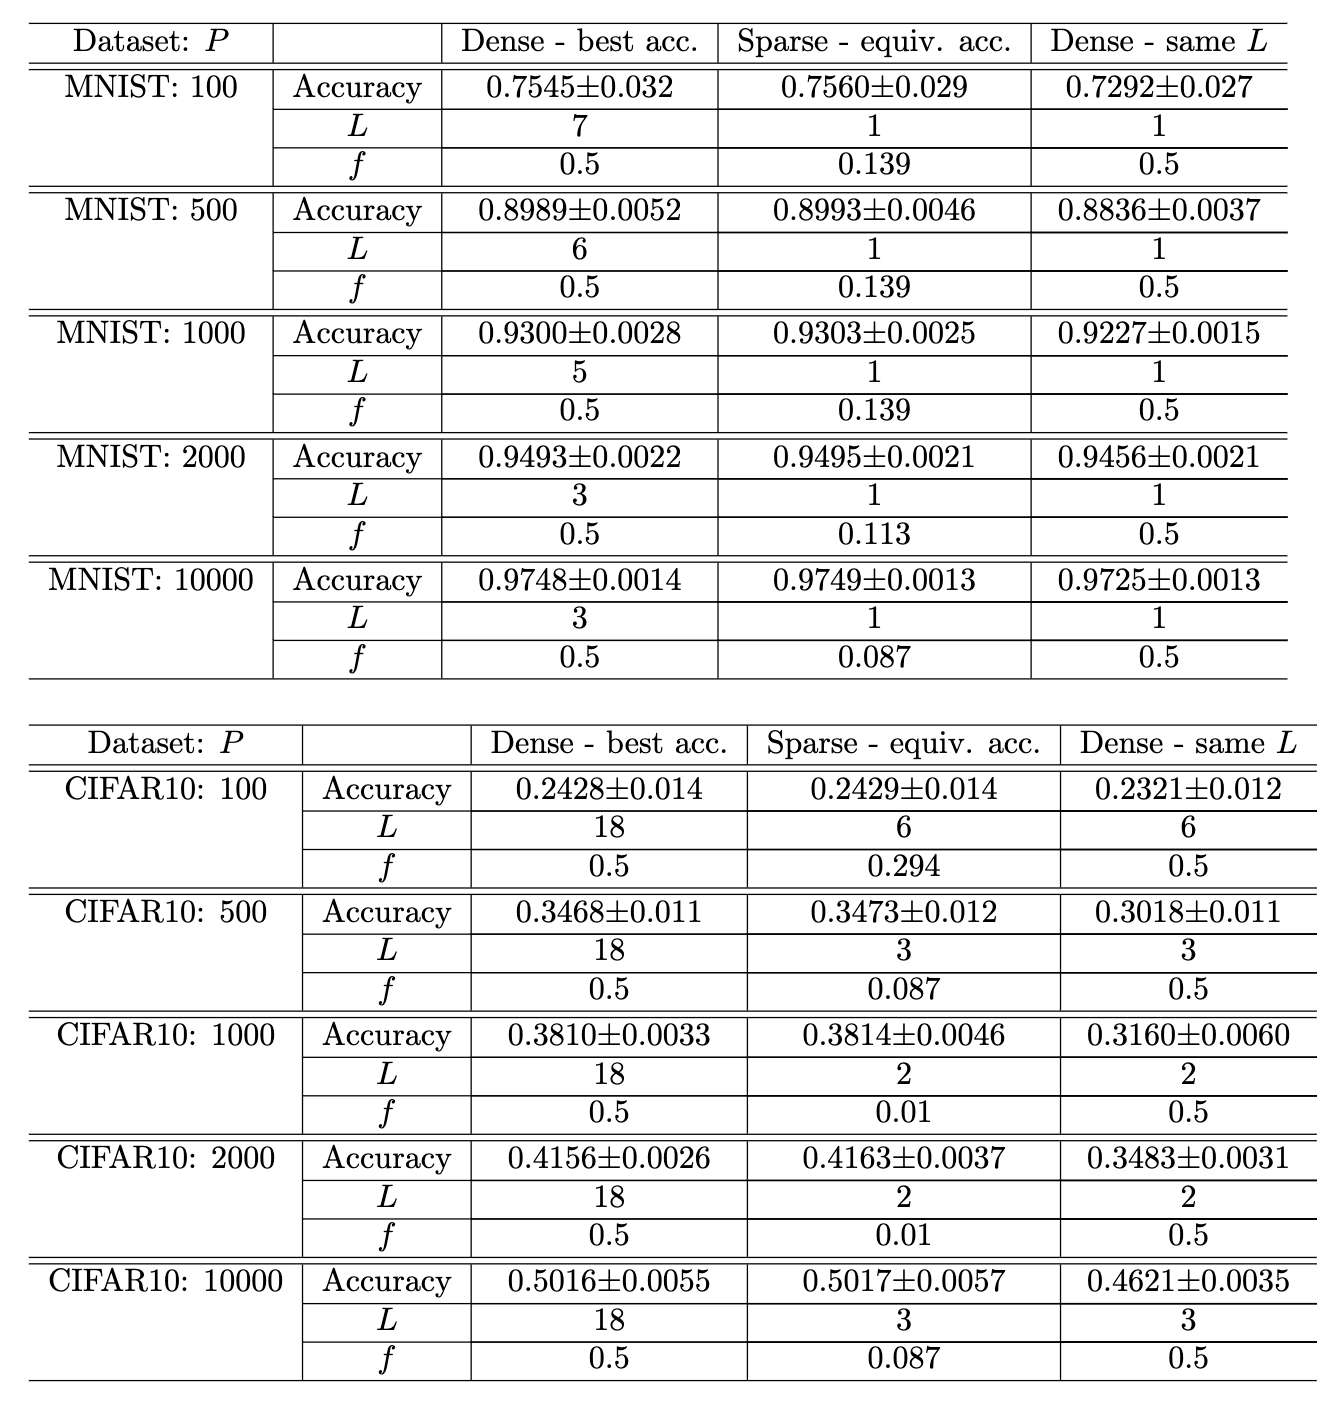 Dataset: P Dense - best acc. Sparse - equiv. acc. Dense - same L
MNIST: 100 Accuracy 0.7545±0.032 0.7560±0.029 0.7292±0.027
L 7 1 1
f 0.5 0.139 0.5
MNIST: 500 Accuracy 0.8989±0.0052 0.8993±0.0046 0.8836±0.0037
L 6 1 1
f 0.5 0.139 0.5
MNIST: 1000 Accuracy 0.9300±0.0028 0.9303±0.0025 0.9227±0.0015
L 5 1 1
f 0.5 0.139 0.5
MNIST: 2000 Accuracy 0.9493±0.0022 0.9495±0.0021 0.9456±0.0021
L 3 1 1
f 0.5 0.113 0.5
MNIST: 10000 Accuracy 0.9748±0.0014 0.9749±0.0013 0.9725±0.0013
L 3 1 1
f 0.5 0.087 0.5
Dataset: P Dense - best acc. Sparse - equiv. acc. Dense - same L
CIFAR10: 100 Accuracy 0.2428±0.014 0.2429±0.014 0.2321±0.012
L 18 6 6
f 0.5 0.294 0.5
CIFAR10: 500 Accuracy 0.3468±0.011 0.3473±0.012 0.3018±0.011
L 18 3 3
f 0.5 0.087 0.5
CIFAR10: 1000 Accuracy 0.3810±0.0033 0.3814±0.0046 0.3160±0.0060
L 18 2 2
f 0.5 0.01 0.5
CIFAR10: 2000 Accuracy 0.4156±0.0026 0.4163±0.0037 0.3483±0.0031
L 18 2 2
f 0.5 0.01 0.5
CIFAR10: 10000 Accuracy 0.5016±0.0055 0.5017±0.0057 0.4621±0.0035
L 18 3 3
f 0.5 0.087 0.5